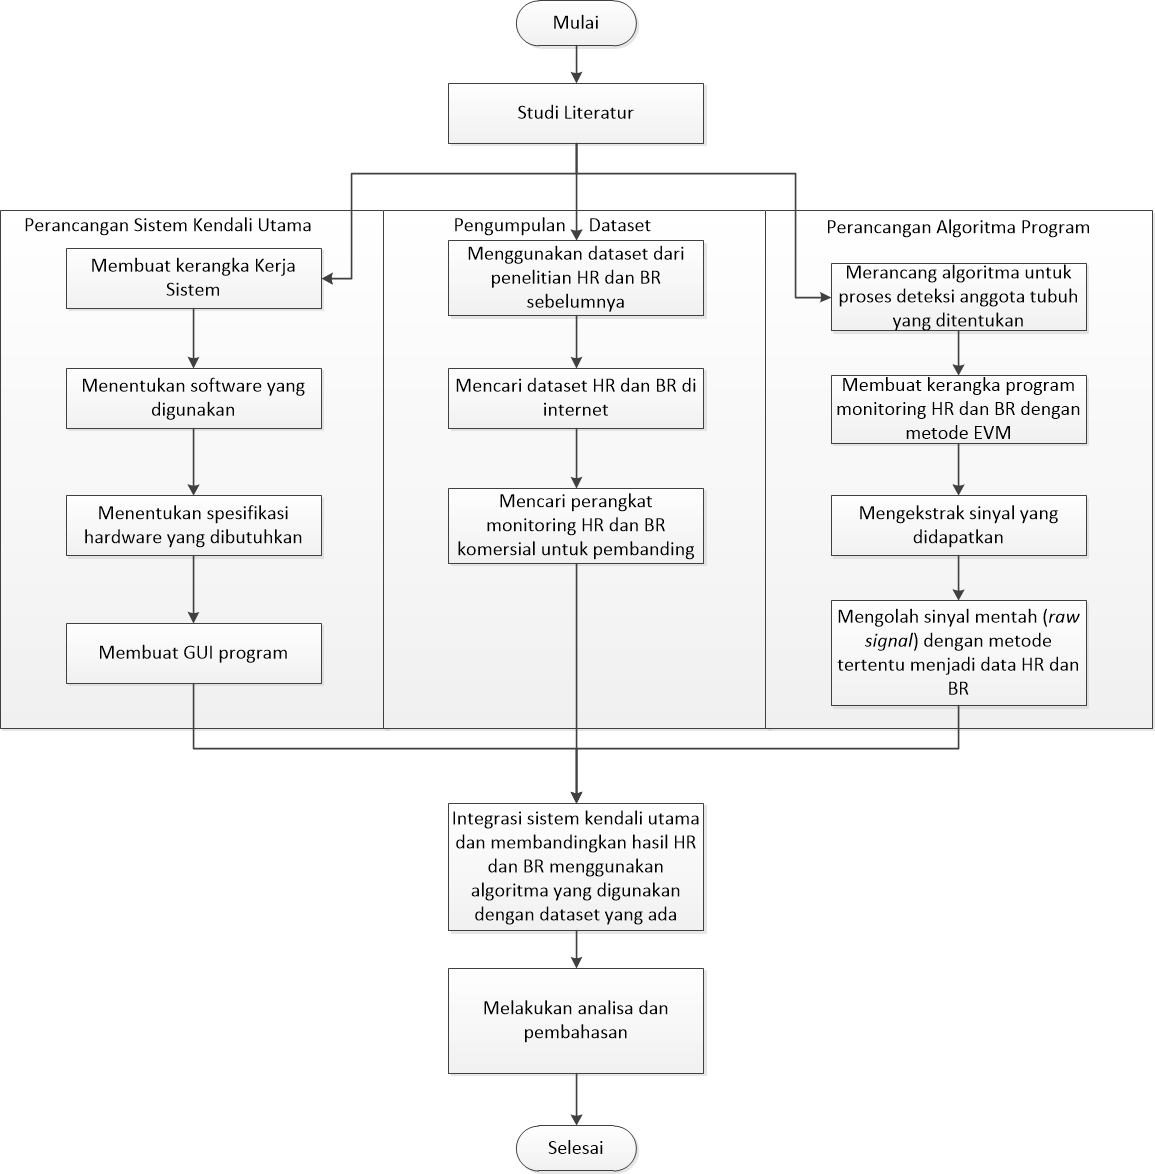 Mulai
Studi Literatur
Perancangan Sistem Kendali Utama
Membuat kerangka Kerja
Sistem
Menentukan software yang
digunakan
Menentukan spesifikasi
hardware yang dibutuhkan
Membuat GUI program
Pengumpulan Dataset
Menggunakan dataset dari
penelitian HR dan BR
sebelumnya
Mencari dataset HR dan BR di
internet
Mencari perangkat
monitoring HR dan BR
komersial untuk pembanding
Perancangan Algoritma Program
Merancang algoritma untuk
proses deteksi anggota tubuh
yang ditentukan
Membuat kerangka program
monitoring HR dan BR dengan
metode EVM
Mengekstrak sinyal yang
didapatkan
Mengolah sinyal mentah (raw
signal) dengan metode
tertentu menjadi data HR dan
BR
Integrasi sistem kendali utama
dan membandingkan hasil HR
dan BR menggunakan
algoritma yang digunakan
dengan dataset yang ada
Melakukan analisa dan
pembahasan
Selesai